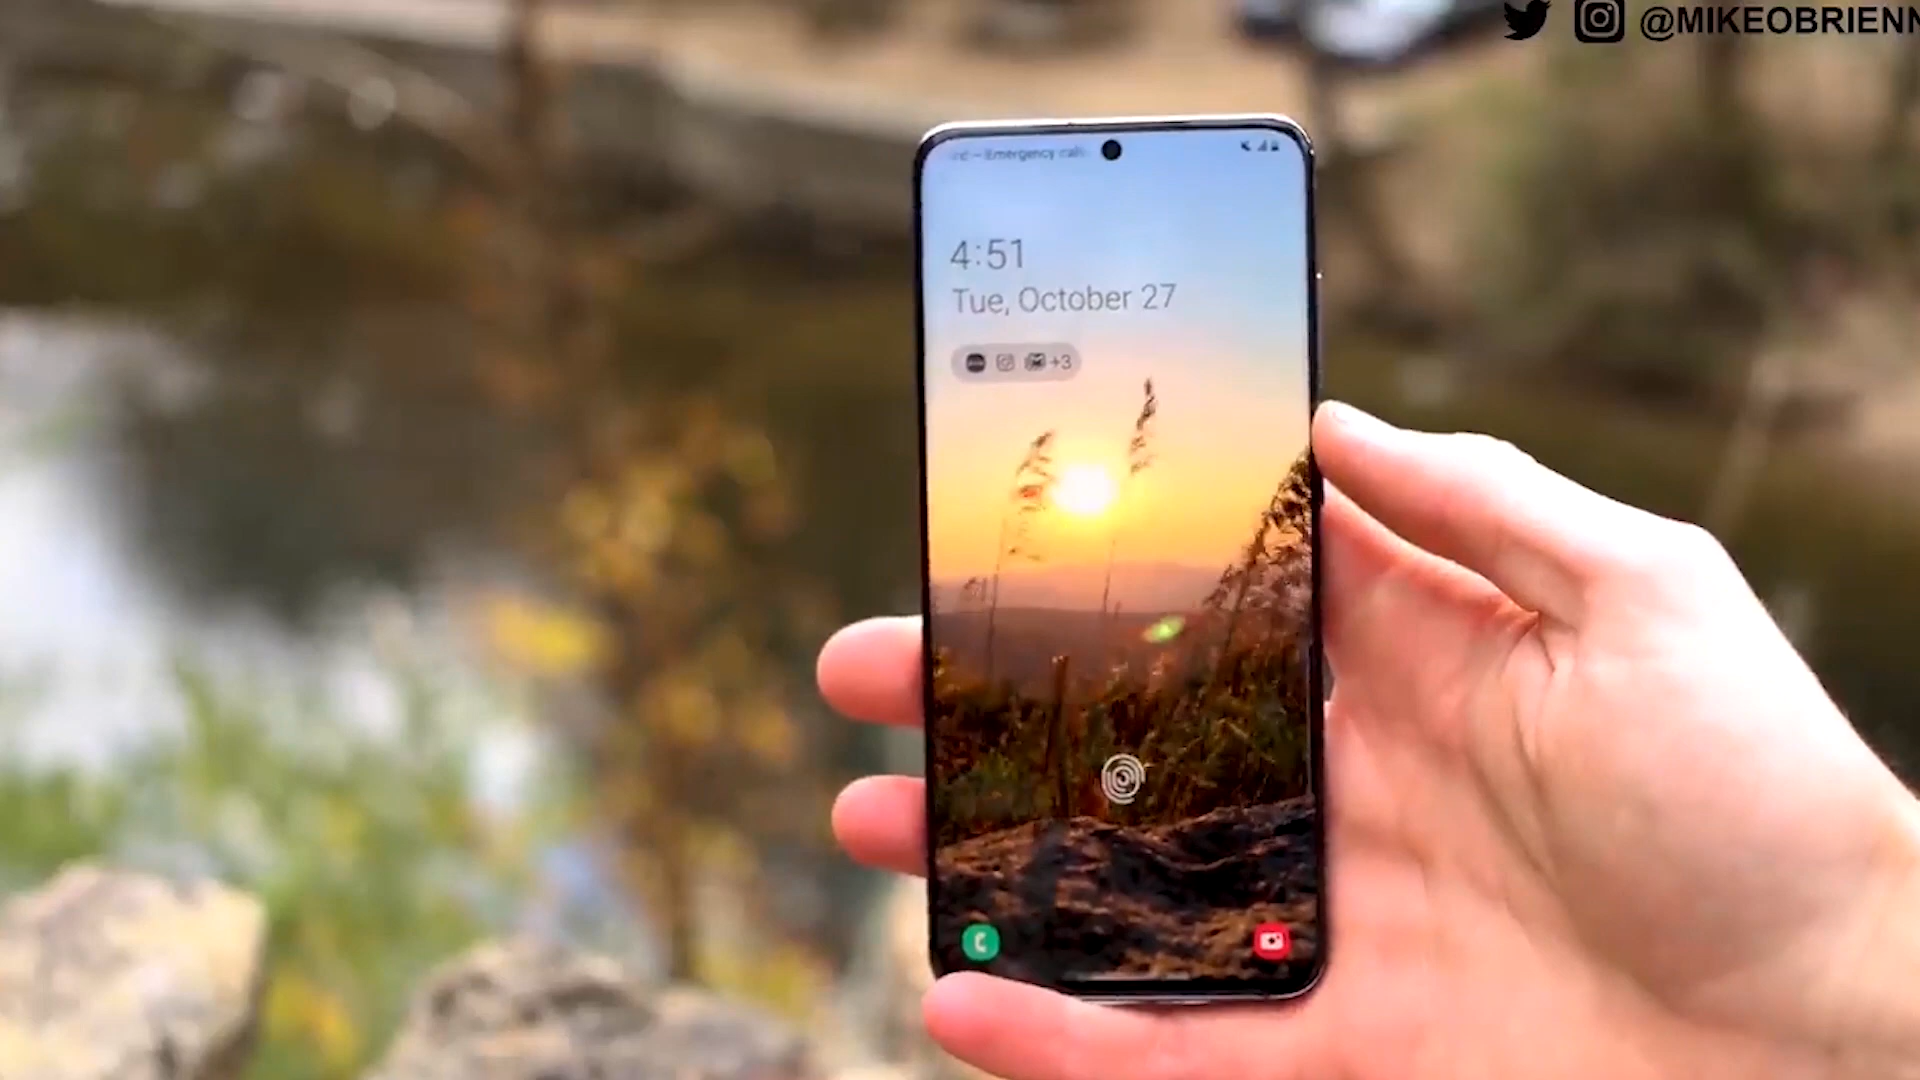 @MIKEOBRIENN
– Emergency calls
4:51
Tue, October 27
+3